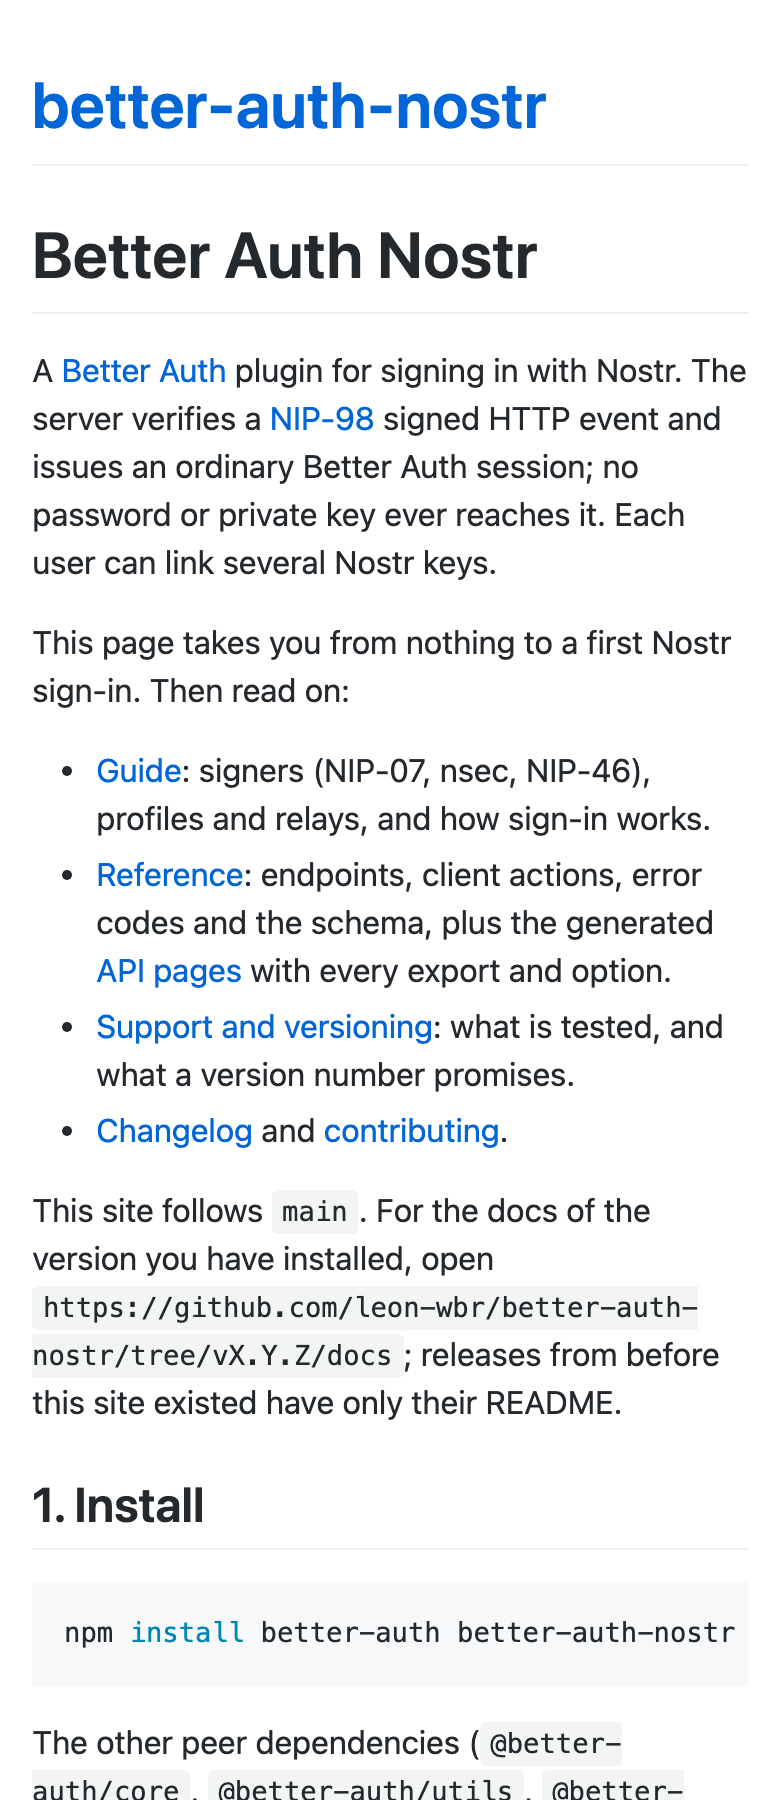 better-auth-nostr
Better Auth Nostr
A Better Auth plugin for signing in with Nostr. The
server verifies a NIP-98 signed HTTP event and
issues an ordinary Better Auth session; no
password or private key ever reaches it. Each
user can link several Nostr keys.
This page takes you from nothing to a first Nostr
sign-in. Then read on:
• Guide: signers (NIP-07, nsec, NIP-46),
profiles and relays, and how sign-in works.
• Reference: endpoints, client actions, error
codes and the schema, plus the generated
API pages with every export and option.
• Support and versioning: what is tested, and
what a version number promises.
• Changelog and contributing.
This site follows main. For the docs of the
version you have installed, open
https://github.com/leon-wbr/better-auth-
nostr/tree/vX.Y.Z/docs; releases from before
this site existed have only their README.
1. Install
npm install better-auth better-auth-nostr
The other peer dependencies (@better-
auth/core, @better-auth/utils, @better-